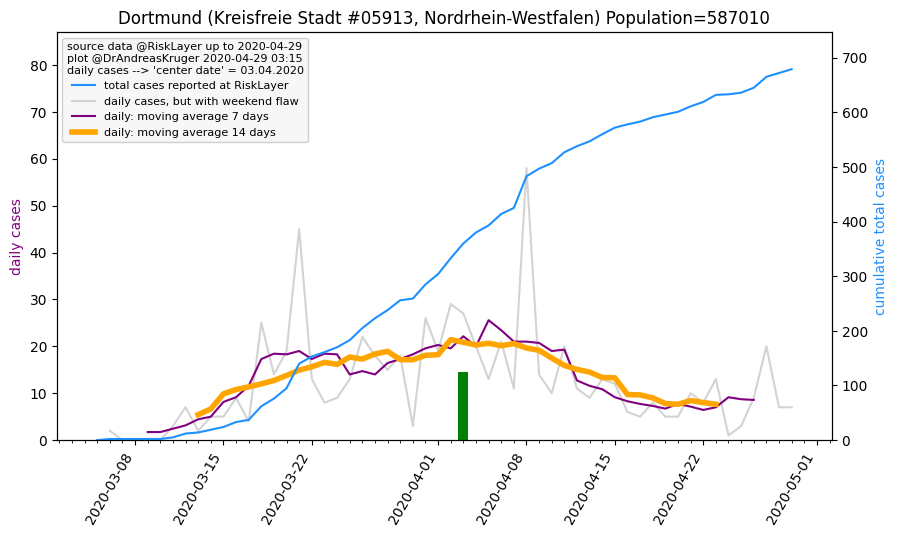 Dortmund (Kreisfreie Stadt #05913, Nordrhein-Westfalen) Population=587010
source data @RiskLayer up to 2020-04-29
plot @DrAndreasKruger 2020-04-29 03:15
daily cases --> 'center date' = 03.04.2020
total cases reported at RiskLayer
daily cases, but with weekend flaw
daily: moving average 7 days
daily: moving average 14 days
daily cases
80
70
60
50
40
30
20
10
0
700
600
500
400
300
200
100
0
cumulative total cases
2020-03-08
2020-03-15
2020-03-22
2020-04-01
2020-04-08
2020-04-15
2020-04-22
2020-05-01